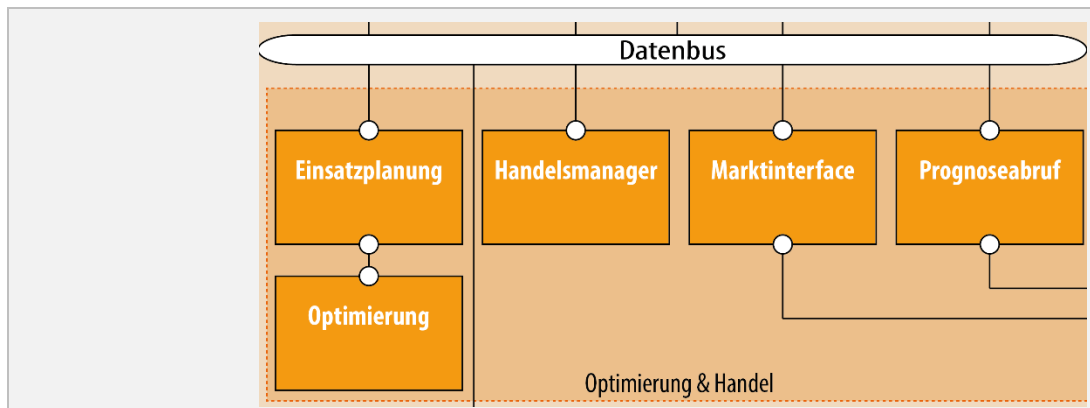 Datenbus
Einsatzplanung
Handelsmanager
Marktinterface
Prognoseabruf
Optimierung
Optimierung & Handel